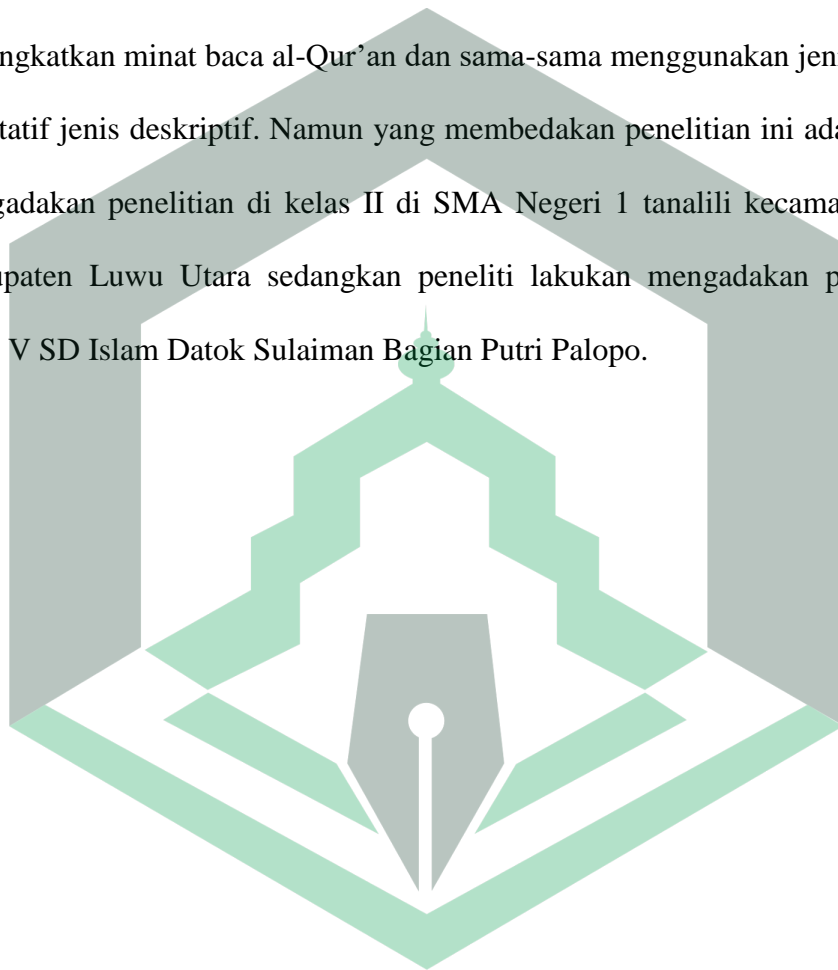 ngkatkan minat baca al-Qur’an dan sama-sama menggunakan jeni
tatif jenis deskriptif. Namun yang membedakan penelitian ini ada
gadakan penelitian di kelas II di SMA Negeri 1 tanalili kecama
upaten Luwu Utara sedangkan peneliti lakukan mengadakan p
V SD Islam Datok Sulaiman Bagian Putri Palopo.